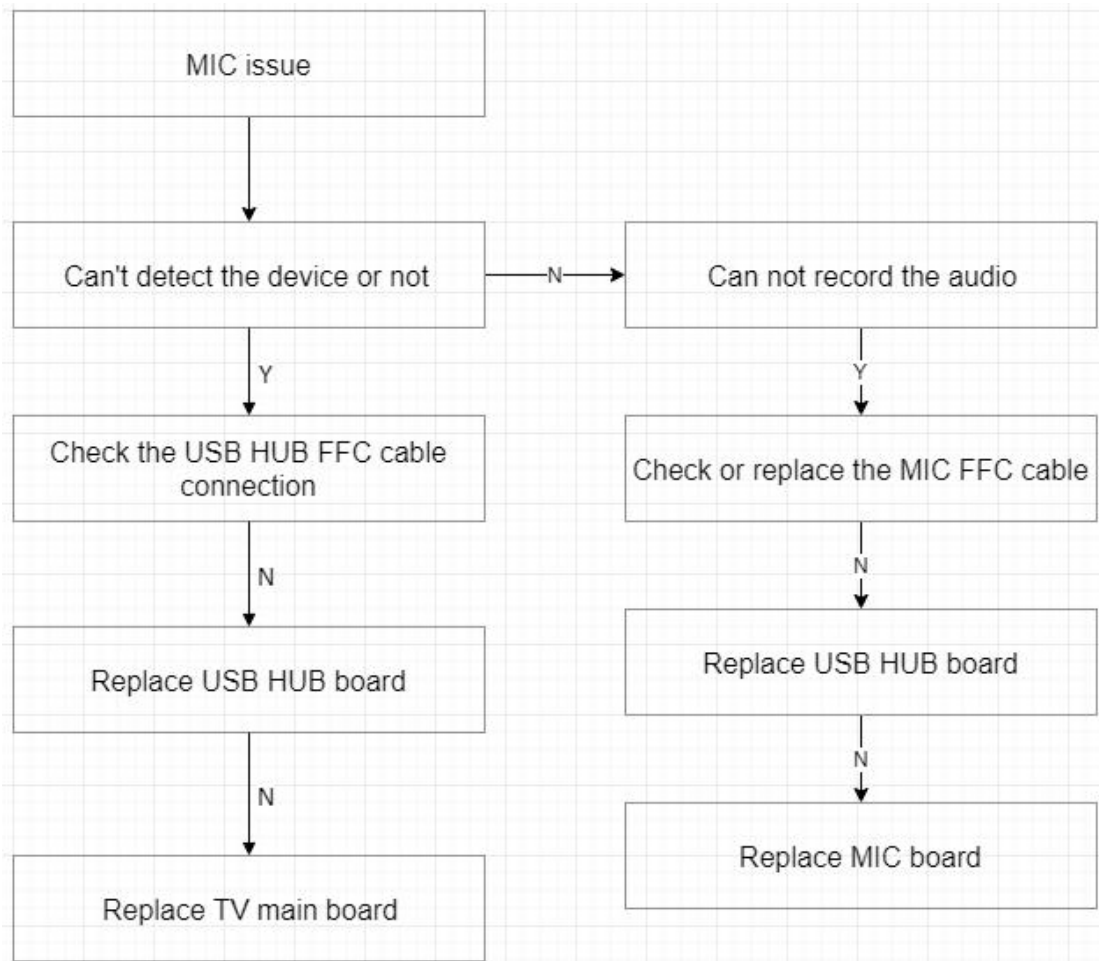 MIC issue
Can't detect the device or not
N
Can not record the audio
Y
Y
Check the USB HUB FFC cable
connection
Check or replace the MIC FFC cable
N
N
Replace USB HUB board
Replace USB HUB board
N
N
Replace MIC board
Replace TV main board